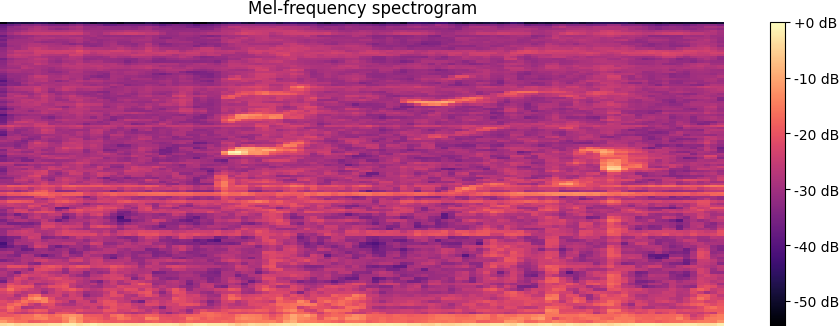 Mel-frequency spectrogram
+0 dB
-10 dB
-20 dB
-30 dB
-40 dB
-50 dB